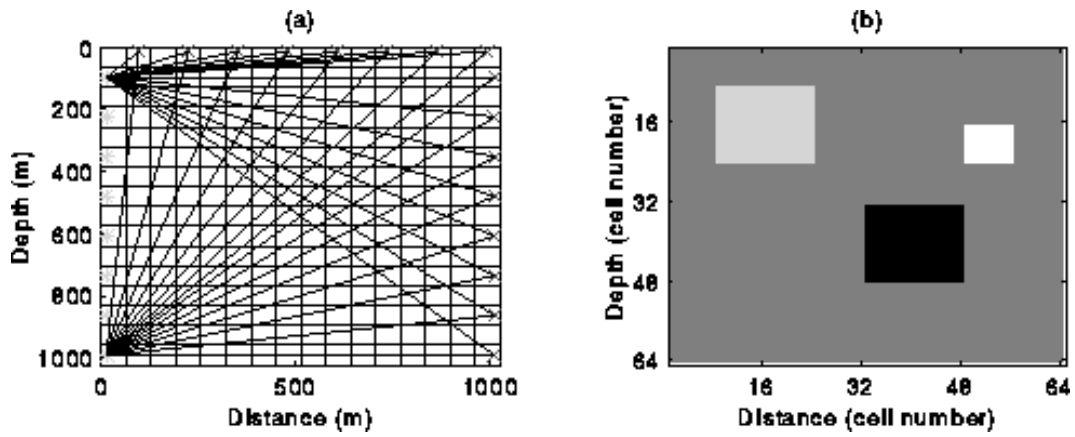 (a)
0
200
400
600
800
1000
Depth (m)
0
500
1000
Distance (m)
(b)
16
32
48
64
Depth (cell number)
16
32
48
64
Distance (cell number)